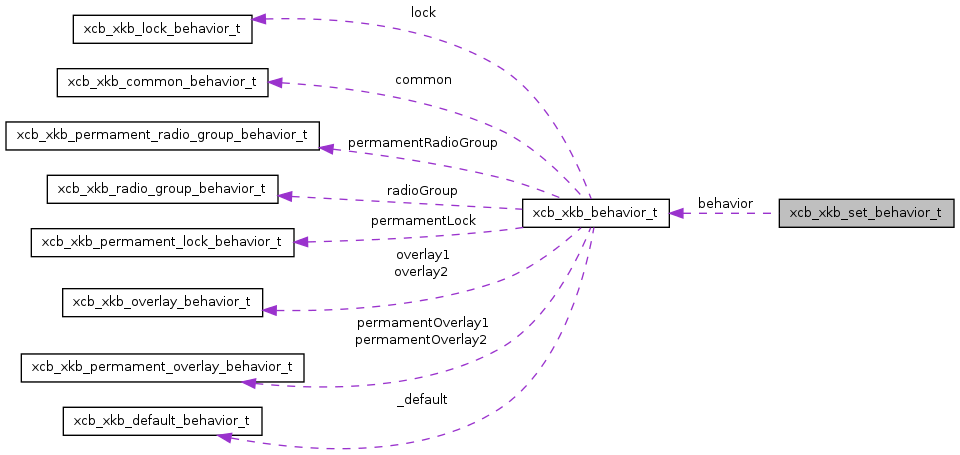 lock
xcb_xkb_lock_behavior_t
common
xcb_xkb_common_behavior_t
xcb_xkb_permament_radio_group_behavior_t
permamentRadioGroup
xcb_xkb_radio_group_behavior_t
radioGroup
behavior
xcb_xkb_behavior_t
xcb_xkb_set_behavior_t
permamentLock
xcb_xkb_permament_lock_behavior_t
overlay1
overlay2
xcb_xkb_overlay_behavior_t
permamentOverlay1
permamentOverlay2
xcb_xkb_permament_overlay_behavior_t
_default
xcb_xkb_default_behavior_t